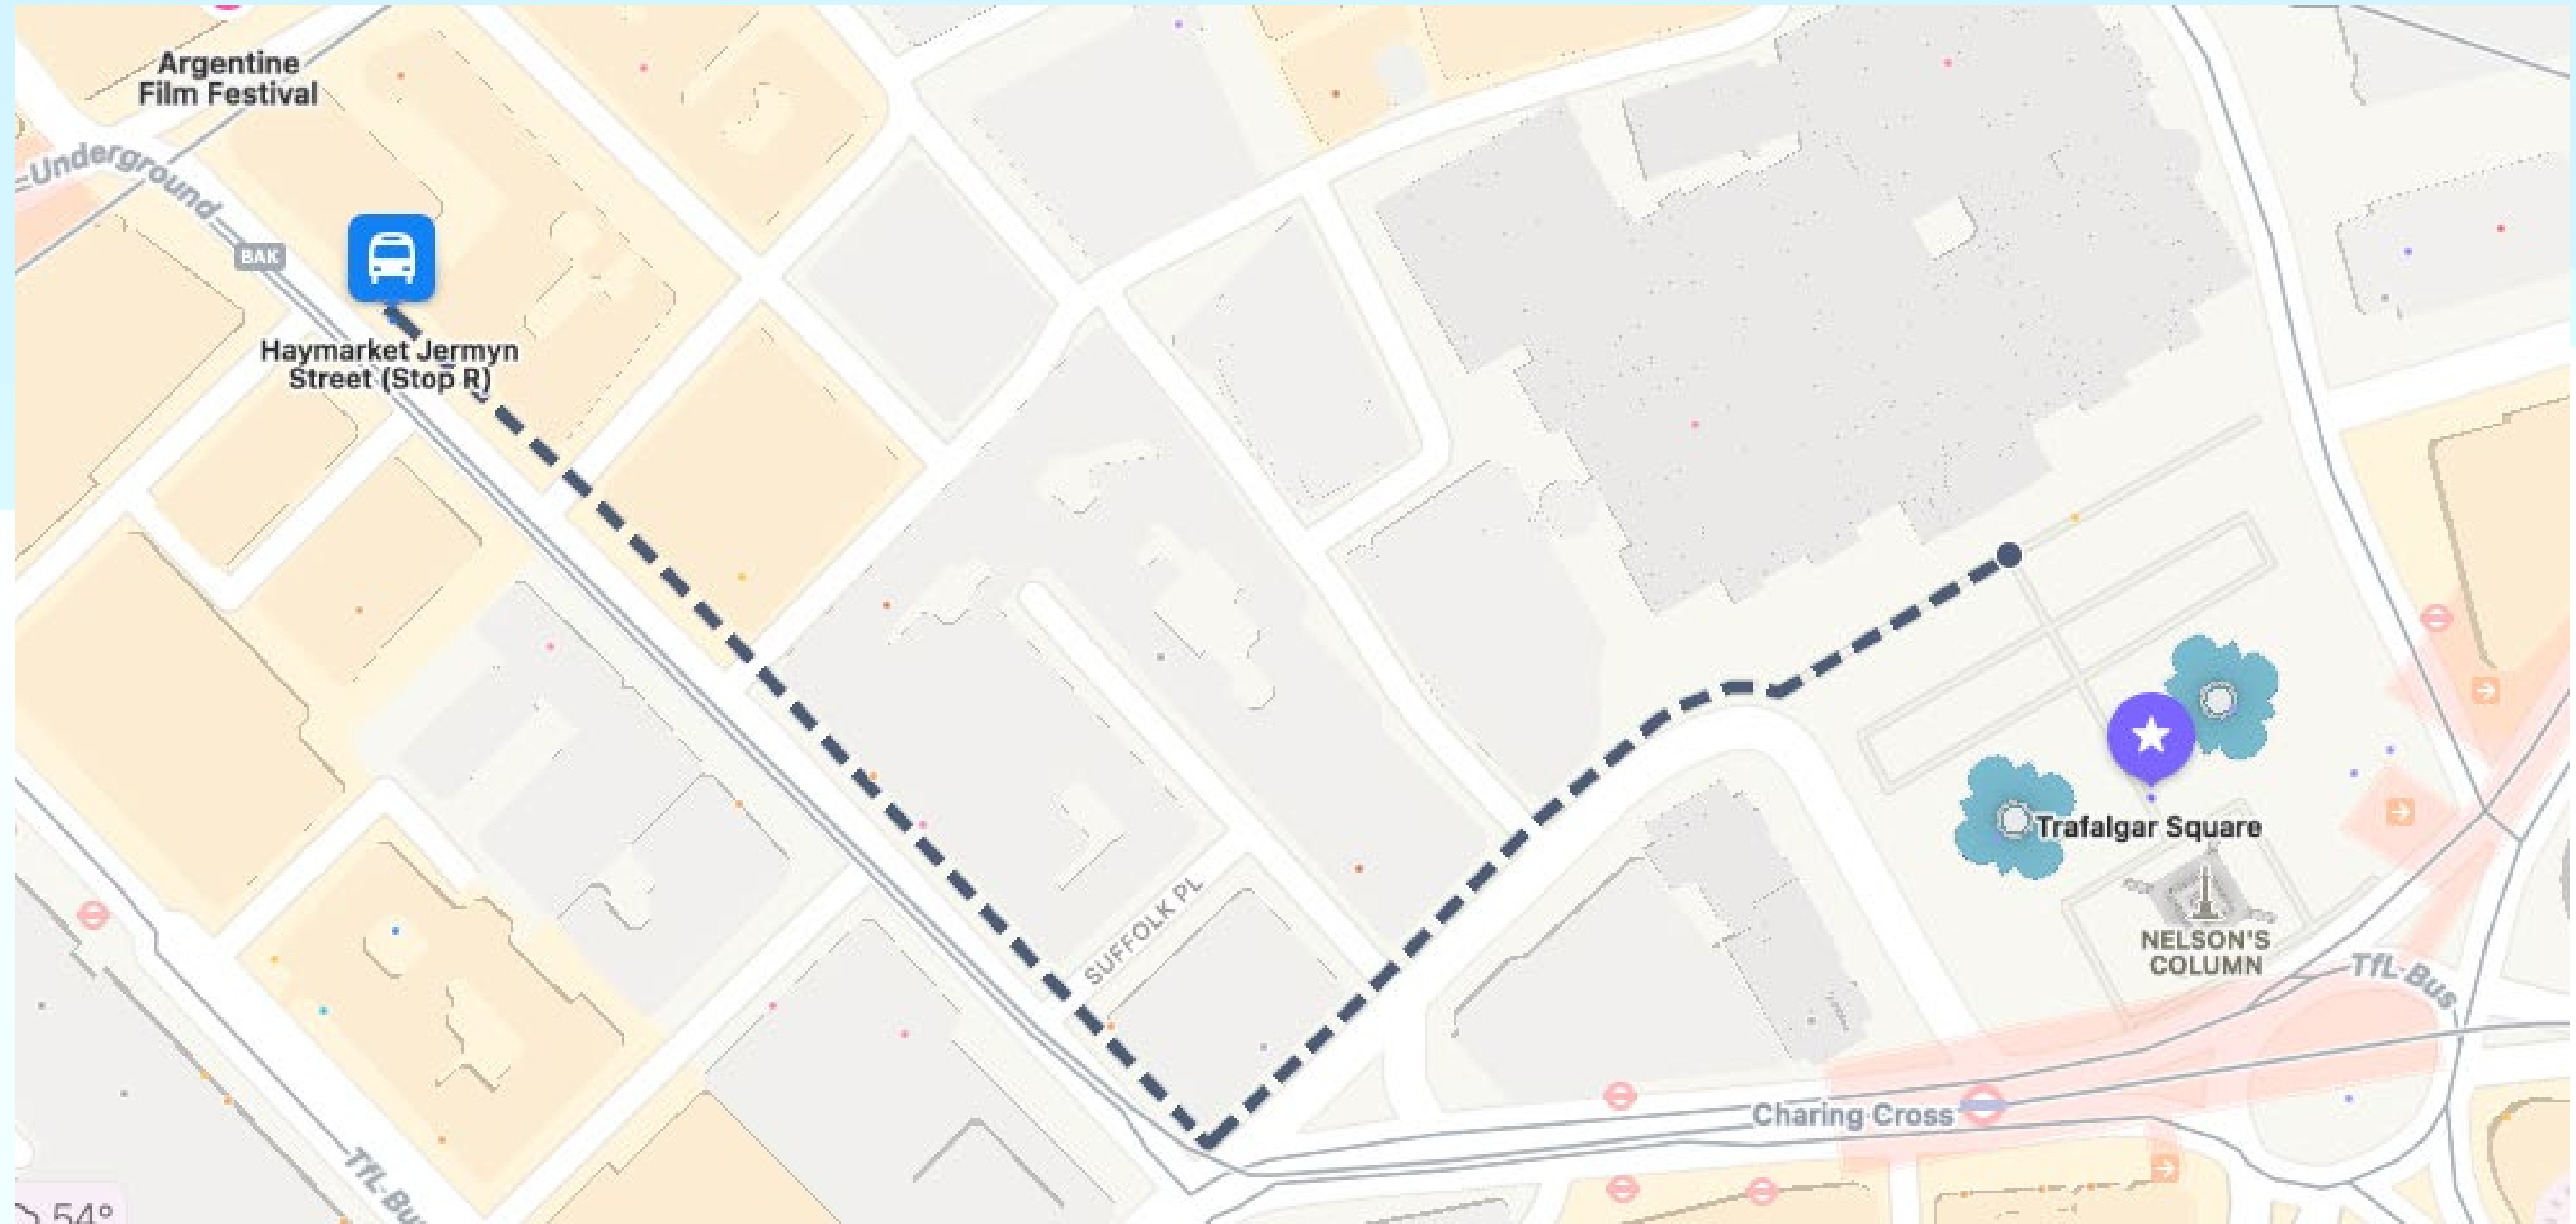 Argentine
Film Festival
Underground
BAK
Haymarket Jermyn
Street (Stop R)
SUFFOLK PL
Trafalgar Square
NELSON'S
COLUMN
TfL Bus
Charing Cross
TfL Bus
54°